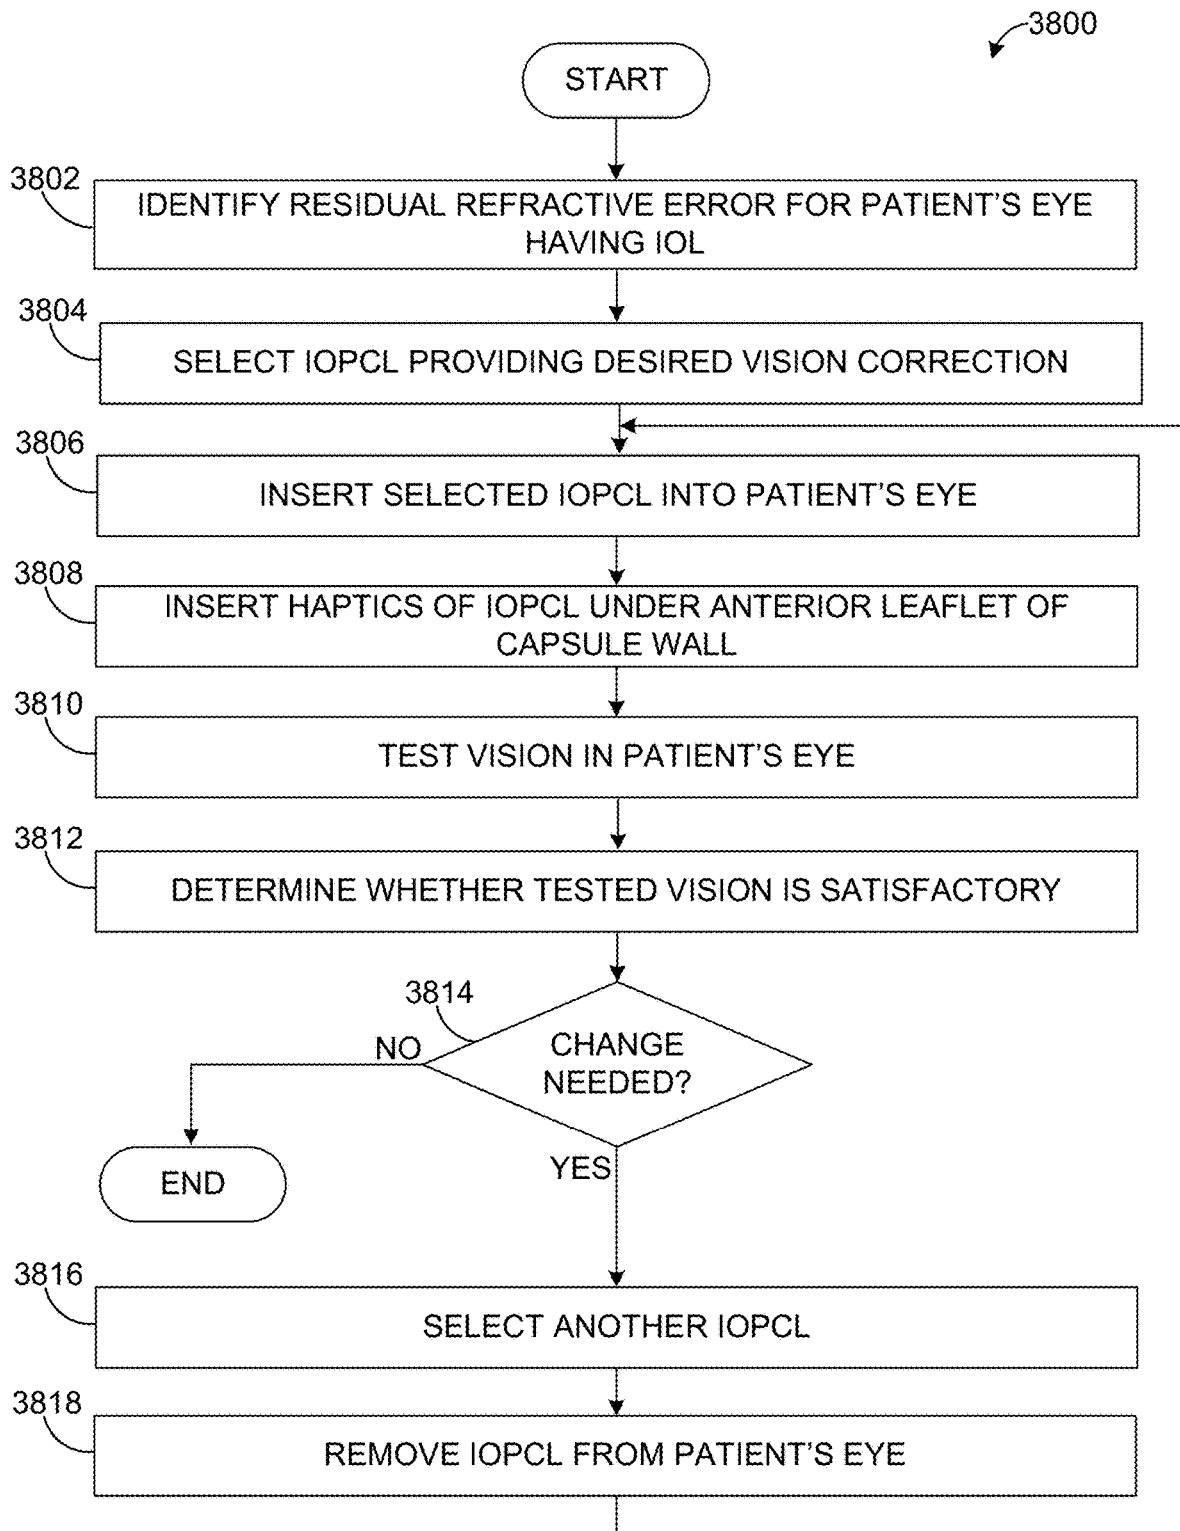 3800
START
3802
IDENTIFY RESIDUAL REFRACTIVE ERROR FOR PATIENT'S EYE
HAVING IOL
3804
SELECT IOPCL PROVIDING DESIRED VISION CORRECTION
3806
INSERT SELECTED IOPCL INTO PATIENT'S EYE
3808
INSERT HAPTICS OF IOPCL UNDER ANTERIOR LEAFLET OF
CAPSULE WALL
3810
TEST VISION IN PATIENT'S EYE
3812
DETERMINE WHETHER TESTED VISION IS SATISFACTORY
3814
CHANGE
NEEDED?
NO
END
YES
3816
SELECT ANOTHER IOPCL
3818
REMOVE IOPCL FROM PATIENT'S EYE